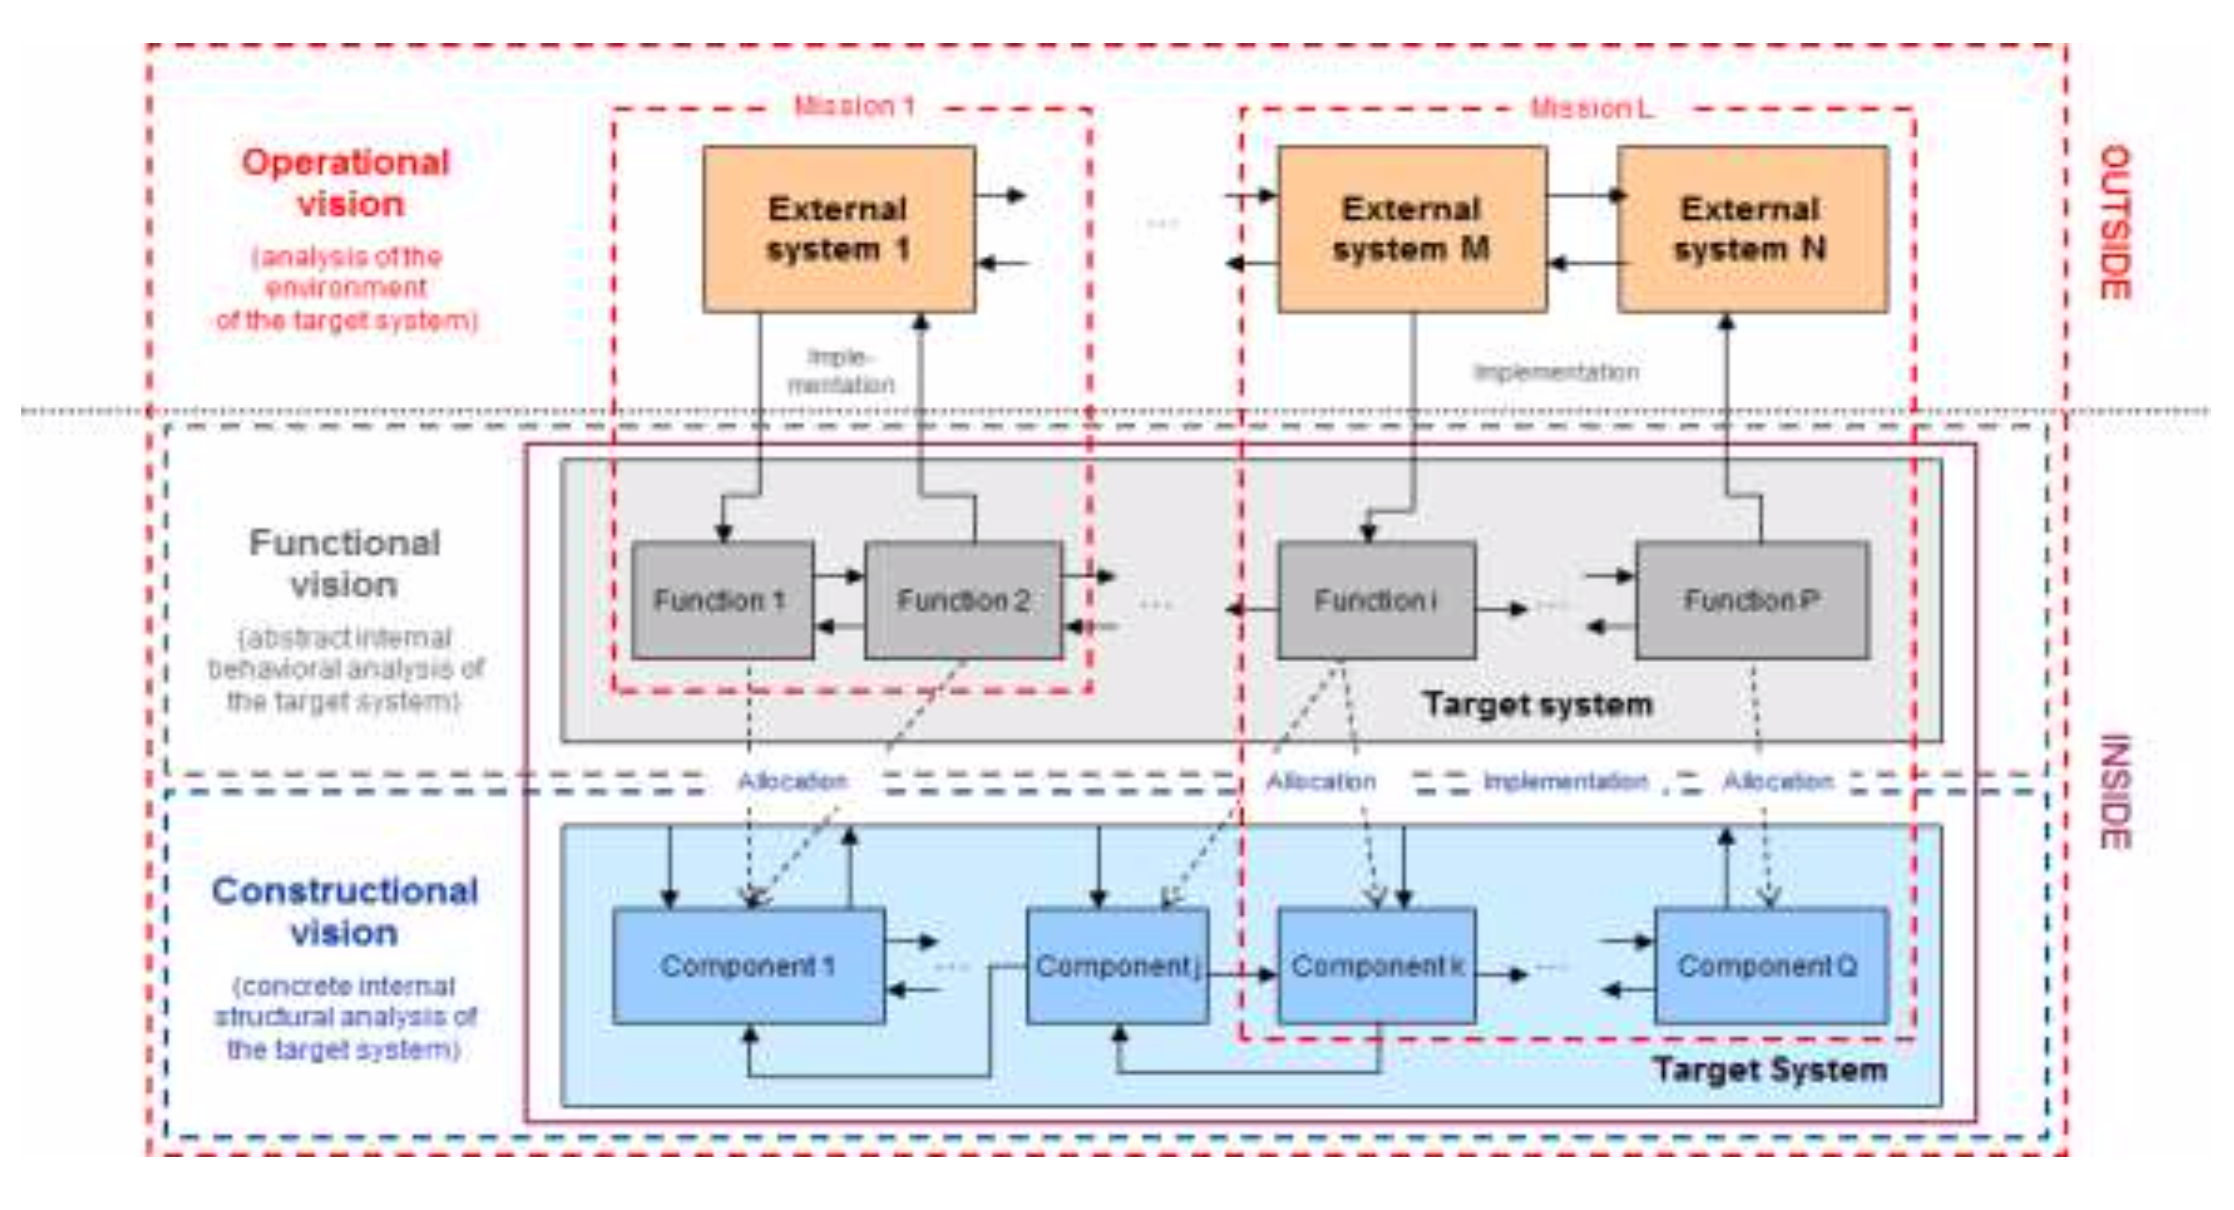 Mission 1
Mission L
Operational
vision
(analysis of the
environment
of the target system)
External
system 1
...
External
system M
External
system N
OUTSIDE
Imple-
mentation
Implementation
Functional
vision
(abstract internal
behavioral analysis of
the target system)
Function 1
Function 2
...
Function i
...
Function P
Target system
INSIDE
Allocation
Allocation
Implementation
Allocation
Constructional
vision
(concrete internal
structural analysis of
the target system)
Component 1
...
Component j
Component k
...
Component Q
Target System